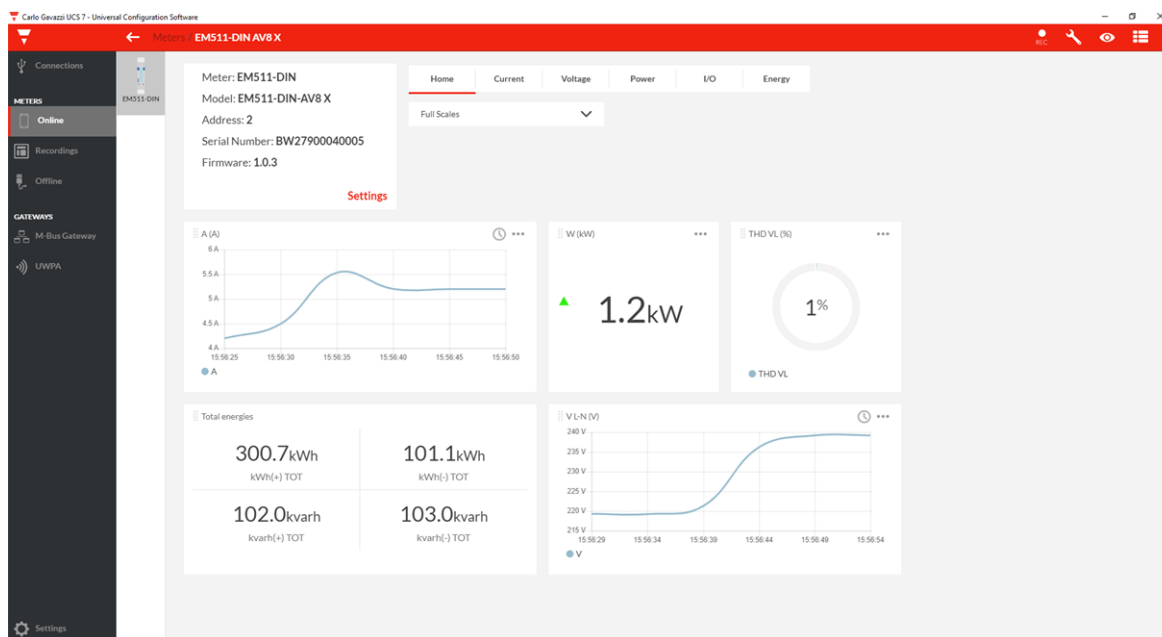 Carlo Gavazzi UCS 7 - Universal Configuration Software
Meters / EM511-DIN AV8 X
REC
Connections
METERS
Online
Recordings
Offline
GATEWAYS
M-Bus Gateway
UWPA
Settings
EM511-DIN
Meter: EM511-DIN
Model: EM511-DIN-AV8 X
Address: 2
Serial Number: BW27900040005
Firmware: 1.0.3
Settings
Home Current Voltage Power I/O Energy
Full Scales
A (A)
6 A
5.5 A
5 A
4.5 A
4 A
15:56:25 15:56:30 15:56:35 15:56:40 15:56:45 15:56:50
A
W (kW)
1.2kW
THD VL (%)
1%
THD VL
Total energies
300.7kWh
kWh(+) TOT
101.1kWh
kWh(-) TOT
102.0kvarh
kvarh(+) TOT
103.0kvarh
kvarh(-) TOT
V L-N (V)
240 V
235 V
230 V
225 V
220 V
215 V
15:56:29 15:56:34 15:56:39 15:56:44 15:56:49 15:56:54
V